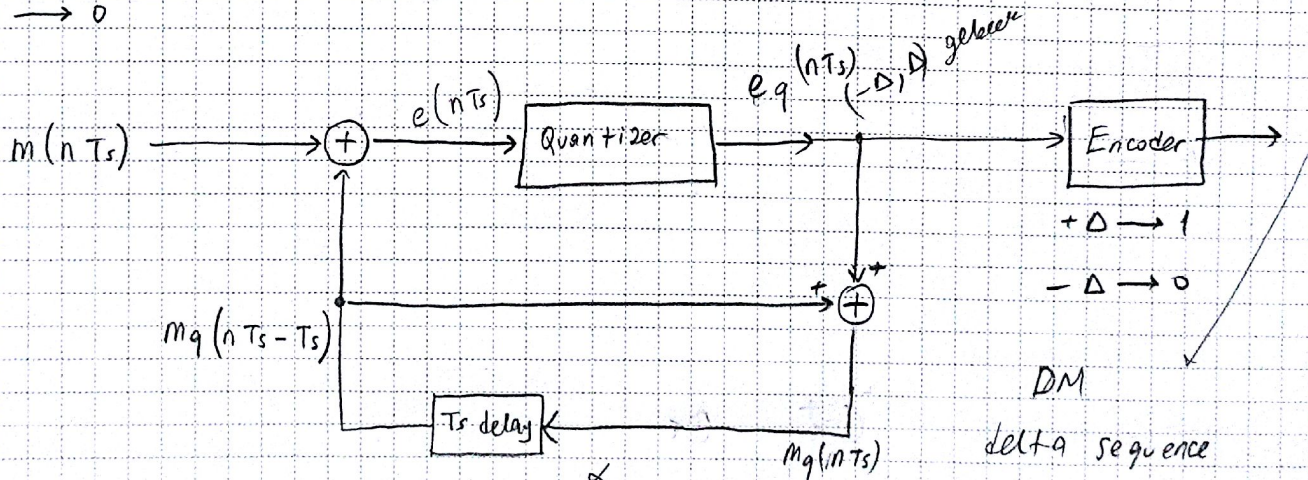 → 0
m(nTs)
+
e(nTs)
Quantizer
eq(nTs)
(-Δ, Δ) gelecek
Encoder
+Δ → 1
-Δ → 0
+
+
+
mq(nTs-Ts)
Ts delay
mq(nTs)
DM
delta sequence